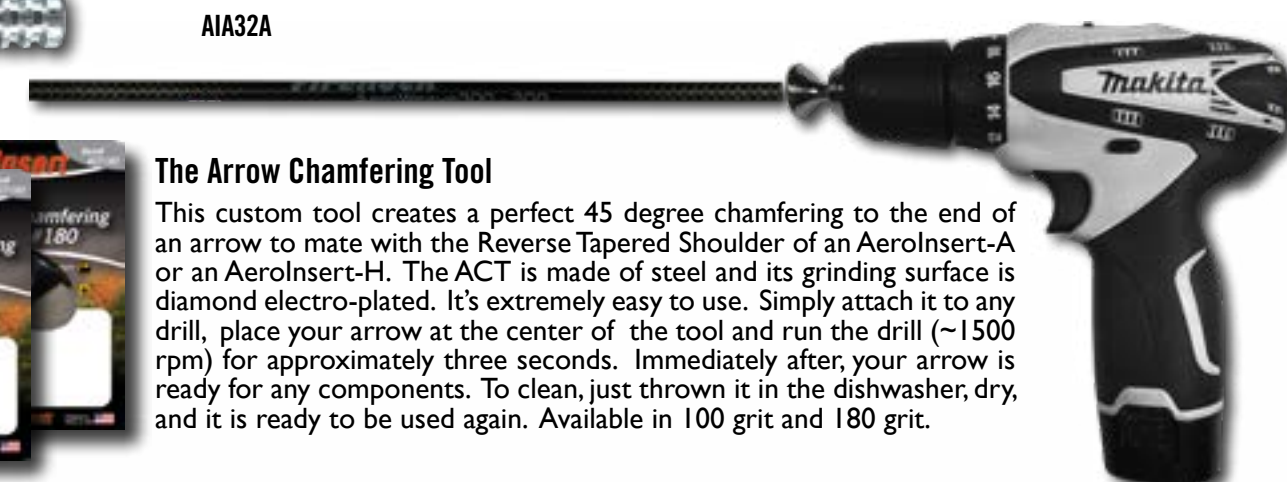 AIA32A
makita
Insert
amfering
#180
ng
The Arrow Chamfering Tool
This custom tool creates a perfect 45 degree chamfering to the end of
an arrow to mate with the Reverse Tapered Shoulder of an AeroInsert-A
or an AeroInsert-H. The ACT is made of steel and its grinding surface is
diamond electro-plated. It’s extremely easy to use. Simply attach it to any
drill, place your arrow at the center of the tool and run the drill (~1500
rpm) for approximately three seconds. Immediately after, your arrow is
ready for any components. To clean, just thrown it in the dishwasher, dry,
and it is ready to be used again. Available in 100 grit and 180 grit.